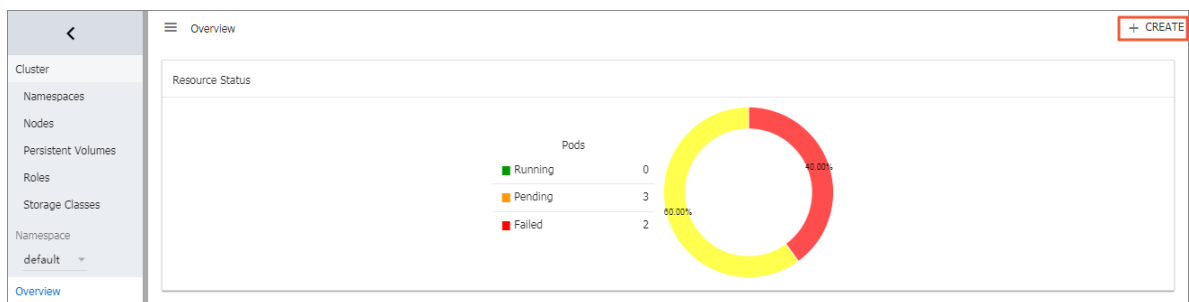 Overview
+ CREATE
Cluster
Namespaces
Nodes
Persistent Volumes
Roles
Storage Classes
Namespace
default
Overview
Resource Status
Pods
Running 0
Pending 3
Failed 2
40.00%
60.00%